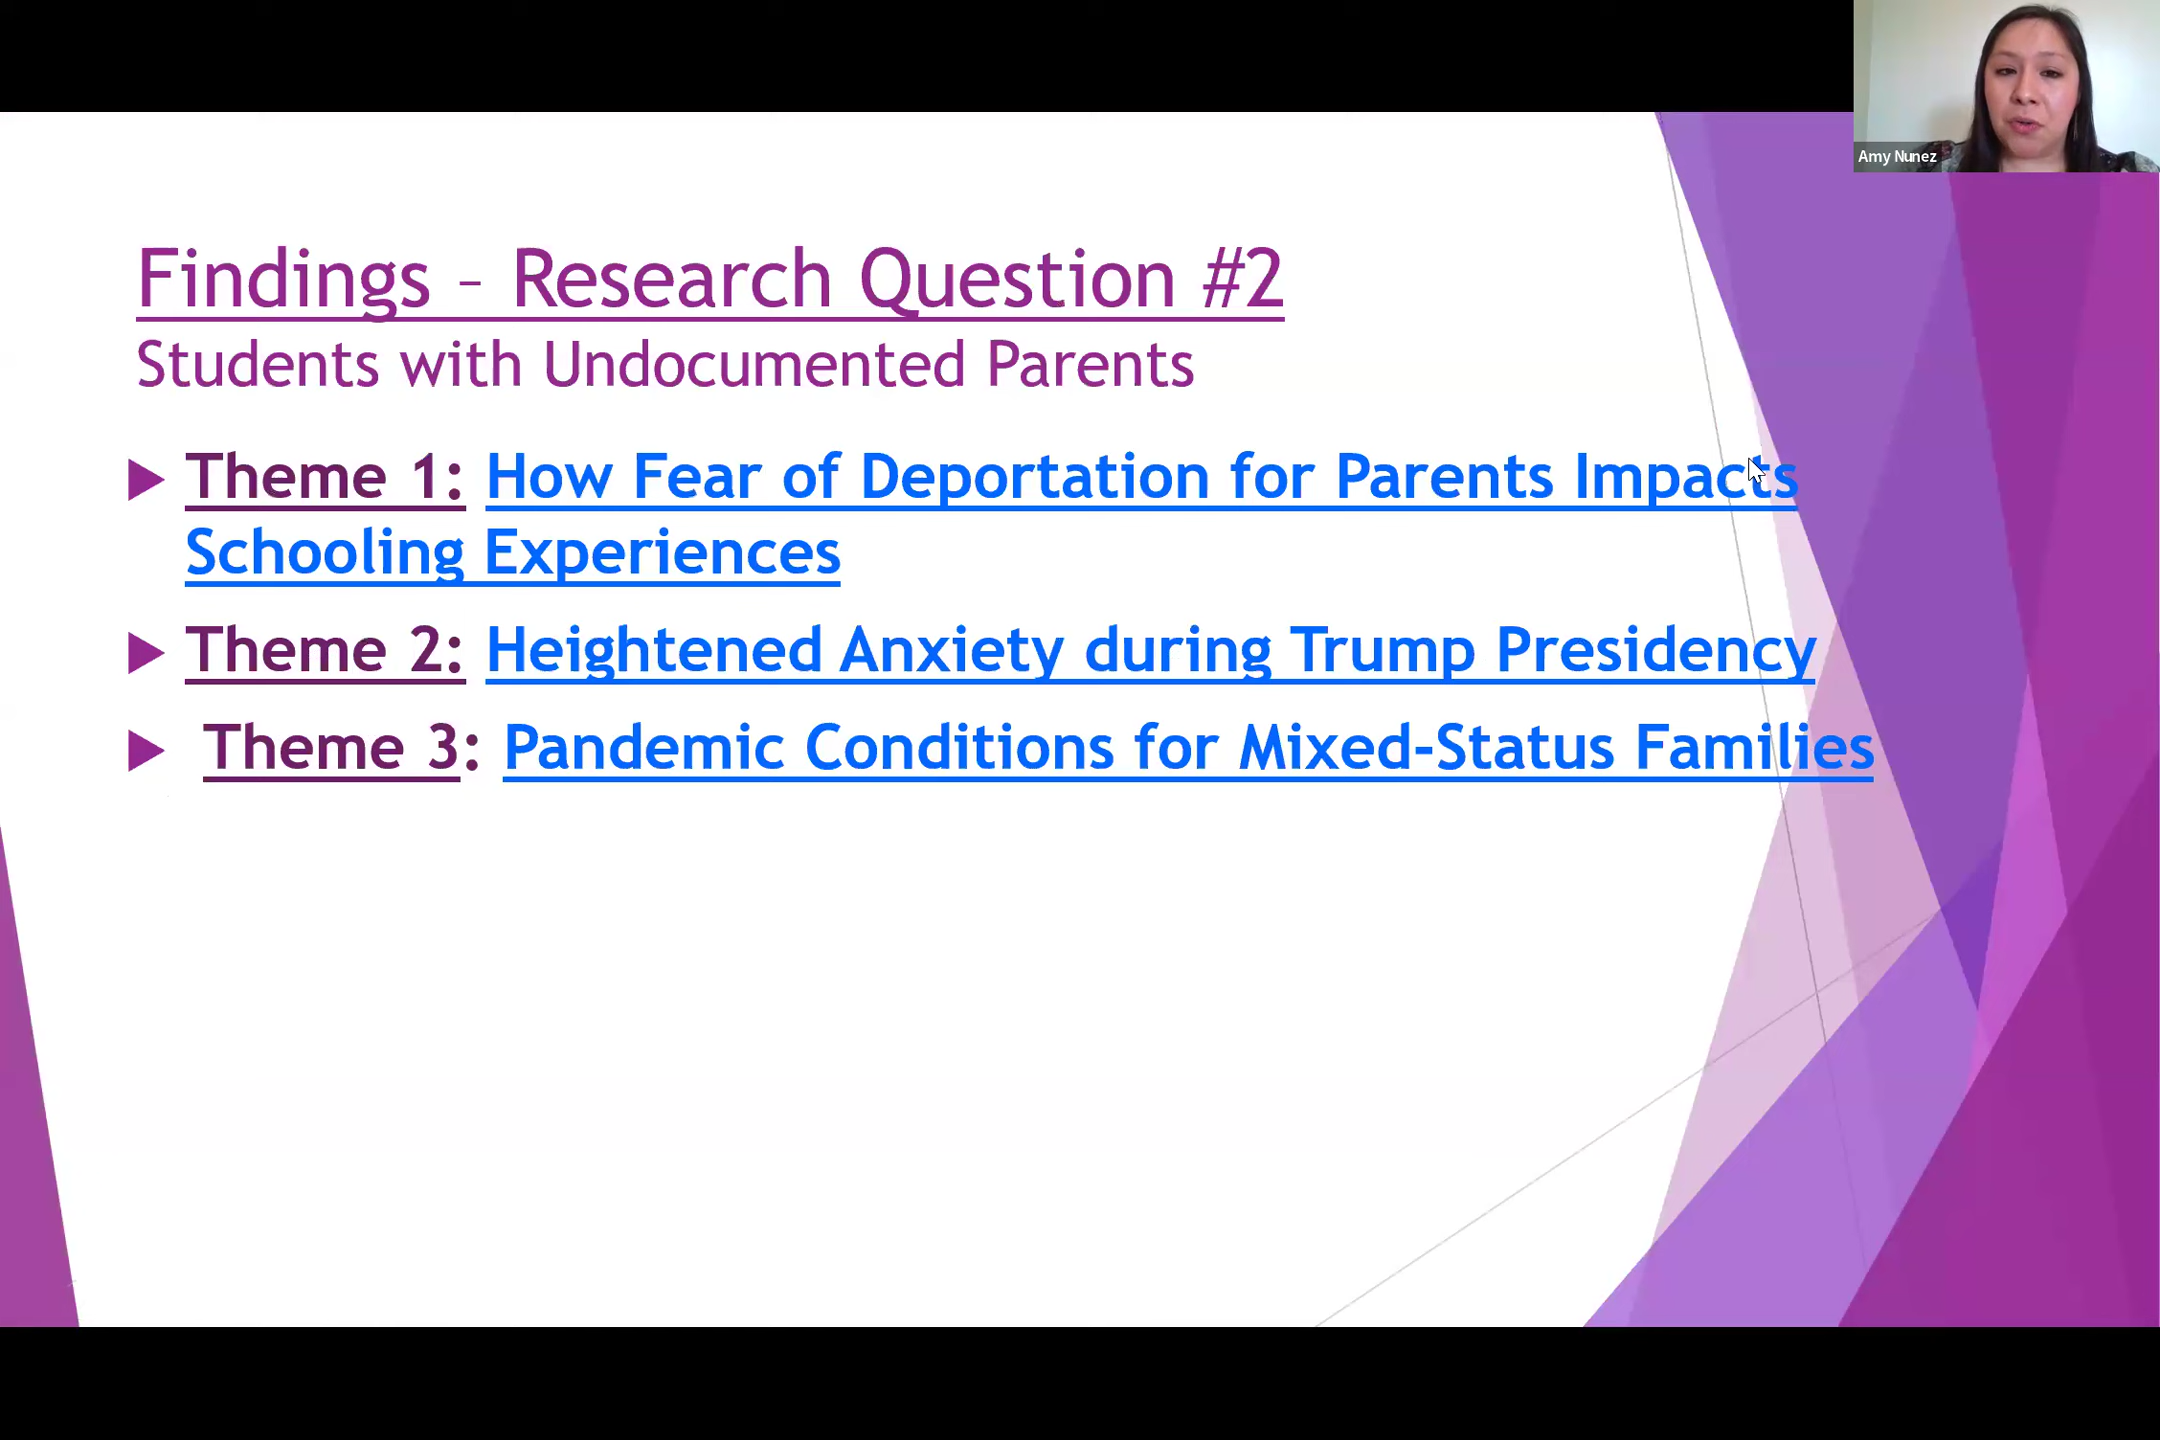 Amy Nunez
Findings – Research Question #2
Students with Undocumented Parents
Theme 1: How Fear of Deportation for Parents Impacts
Schooling Experiences
Theme 2: Heightened Anxiety during Trump Presidency
Theme 3: Pandemic Conditions for Mixed-Status Families